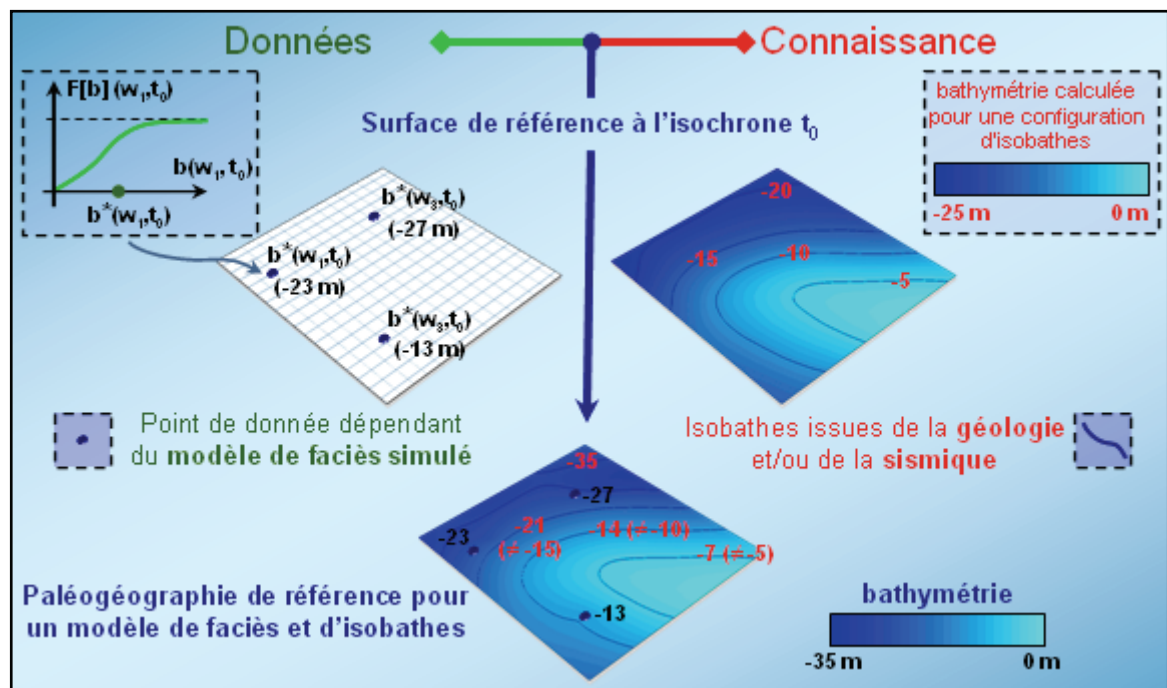 Données
Connaissance
F[b] (w₁,t₀)
b(w₁,t₀)
b*(w₁,t₀)
Surface de référence à l'isochrone t₀
bathymétrie calculée
pour une configuration
d'isobathes
-25 m 0 m
b*(w₃,t₀)
(-27 m)
b*(w₁,t₀)
(-23 m)
b*(w₃,t₀)
(-13 m)
-20
-15
-10
-5
Point de donnée dépendant
du modèle de faciès simulé
Isobathes issues de la géologie
et/ou de la sismique
-35
-27
-23
-21
(≠ -15)
-14 (≠ -10)
-7 (≠ -5)
-13
Paléogéographie de référence pour
un modèle de faciès et d'isobathes
bathymétrie
-35 m 0 m